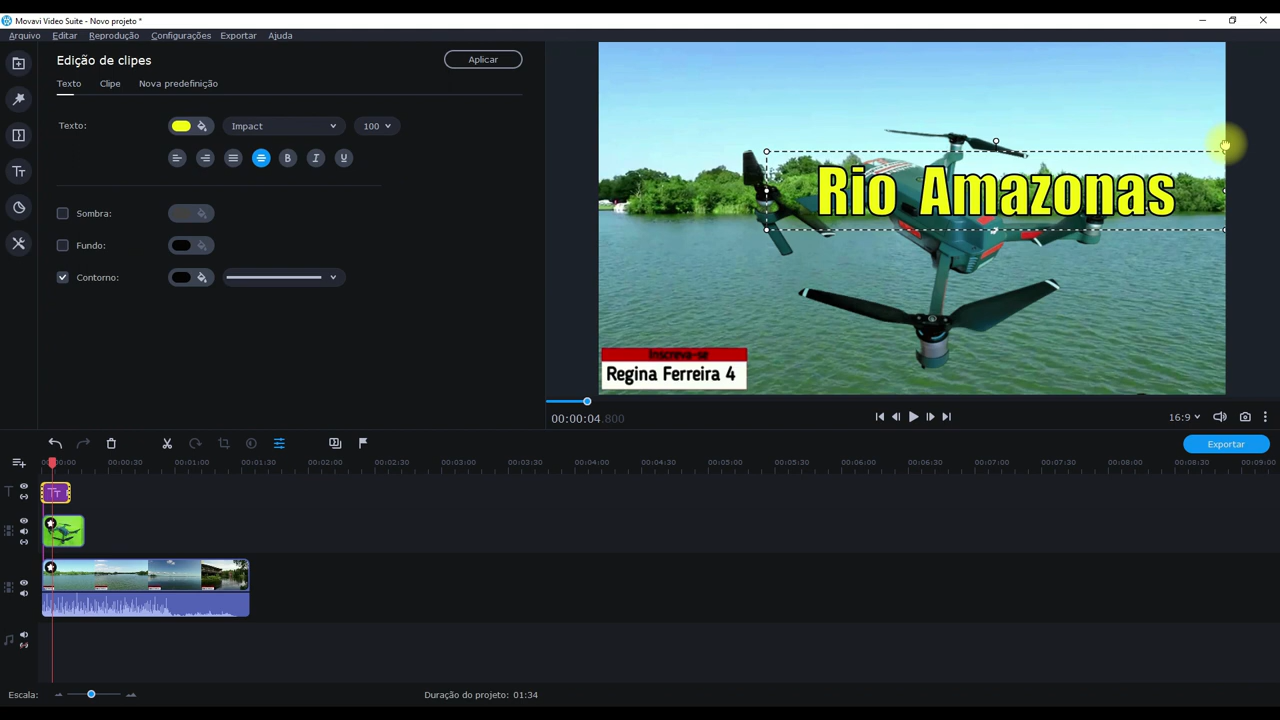 Movavi Video Suite - Novo projeto *
Arquivo Editar Reprodução Configurações Exportar Ajuda
Edição de clipes
Aplicar
Texto Clipe Nova predefinição
Texto:
Impact
100
B I U
Sombra:
Fundo:
Contorno:
Rio Amazonas
Inscreva-se
Regina Ferreira 4
00:00:04.800
16:9
Exportar
00:00:30 00:01:00 00:01:30 00:02:00 00:02:30 00:03:00 00:03:30 00:04:00 00:04:30 00:05:00 00:05:30 00:06:00 00:06:30 00:07:00 00:07:30 00:08:00 00:08:30 00:09:00
Escala:
Duração do projeto: 01:34